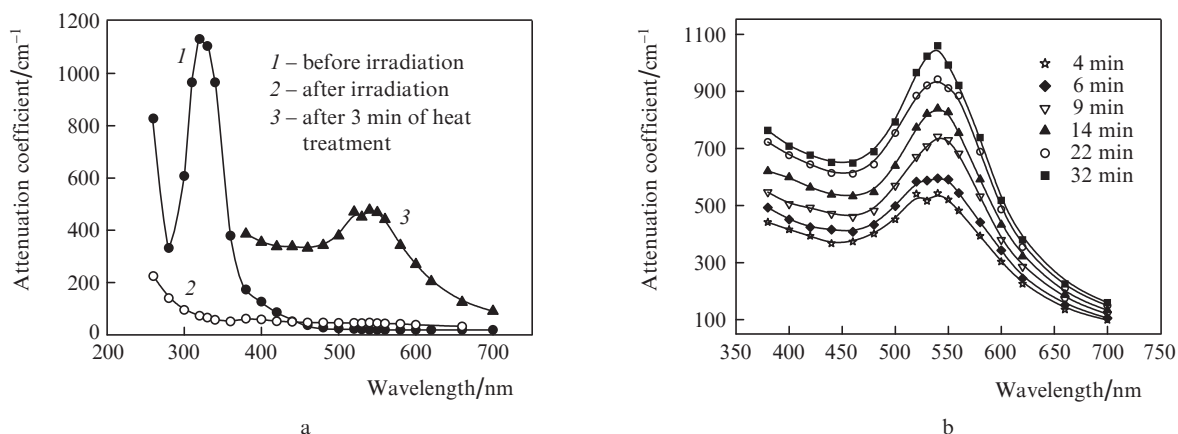 Attenuation coefficient/cm⁻¹
1200
1000
800
600
400
200
0
200
300
400
500
600
700
Wavelength/nm
1
2
3
1 – before irradiation
2 – after irradiation
3 – after 3 min of heat
treatment
a
Attenuation coefficient/cm⁻¹
1100
900
700
500
300
100
350
400
450
500
550
600
650
700
750
Wavelength/nm
4 min
6 min
9 min
14 min
22 min
32 min
b